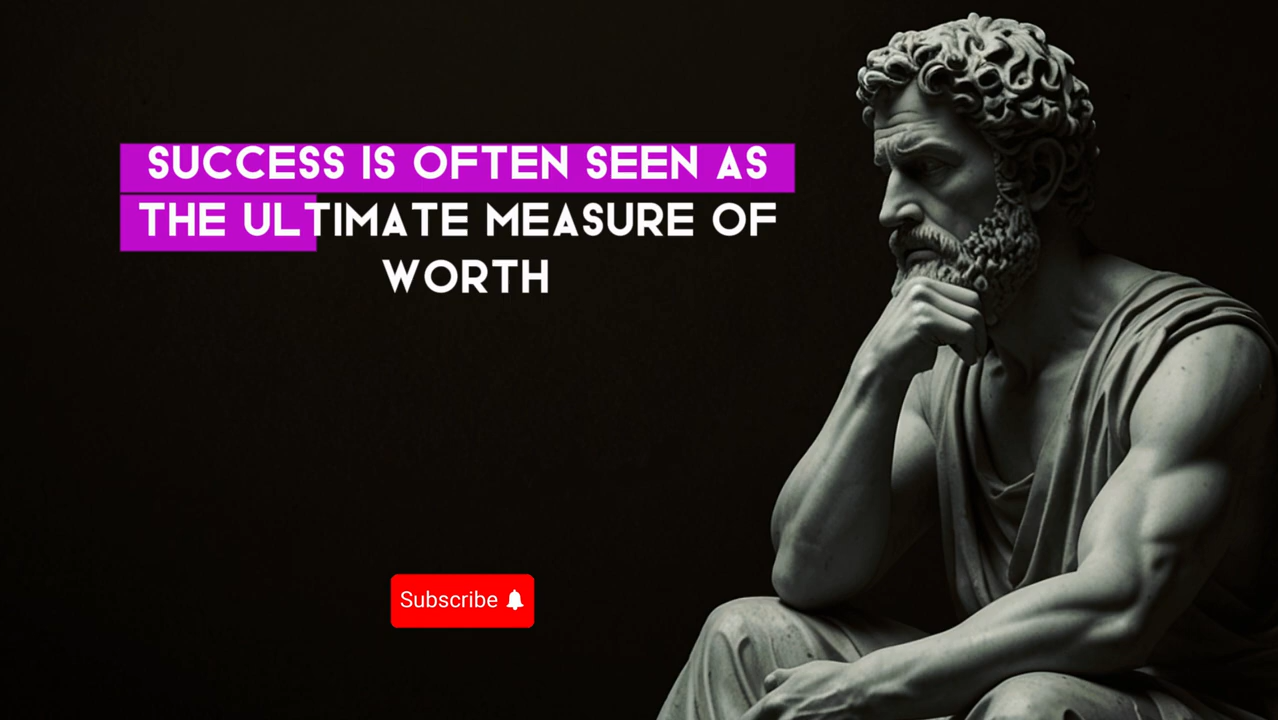 SUCCESS IS OFTEN SEEN AS
THE ULTIMATE MEASURE OF
WORTH
Subscribe